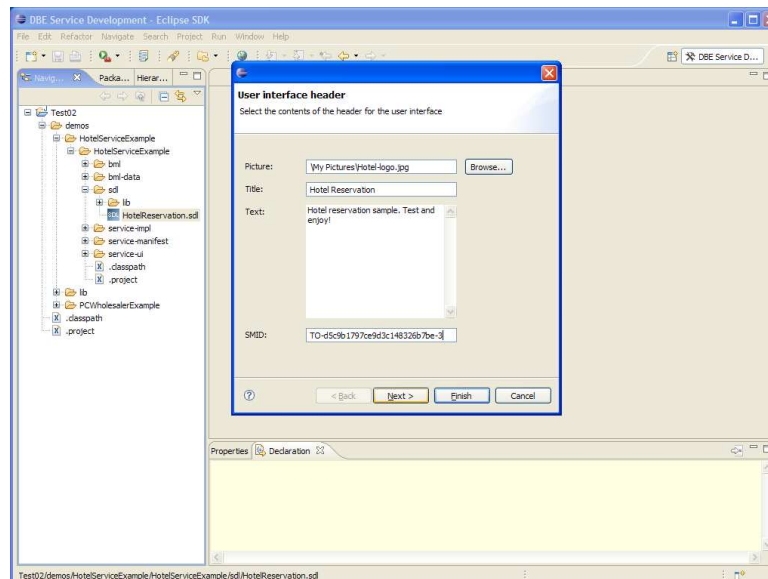 DBE Service Development - Eclipse SDK
File Edit Refactor Navigate Search Project Run Window Help
DBE Service D...
Navig... Packa... Hierar...
Test02
demos
HotelServiceExample
HotelServiceExample
bml
bml-data
sdl
lib
HotelReservation.sdl
service-impl
service-manifest
service-ui
.classpath
.project
lib
PCWholesalerExample
.classpath
.project
User interface header
Select the contents of the header for the user interface
Picture: \My Pictures\Hotel-logo.jpg Browse...
Title: Hotel Reservation
Text: Hotel reservation sample. Test and
enjoy!
SMID: TO-d5c9b1797ce9d3c148326b7be-3
< Back Next > Finish Cancel
Properties Declaration
Test02/demos/HotelServiceExample/HotelServiceExample/sdl/HotelReservation.sdl